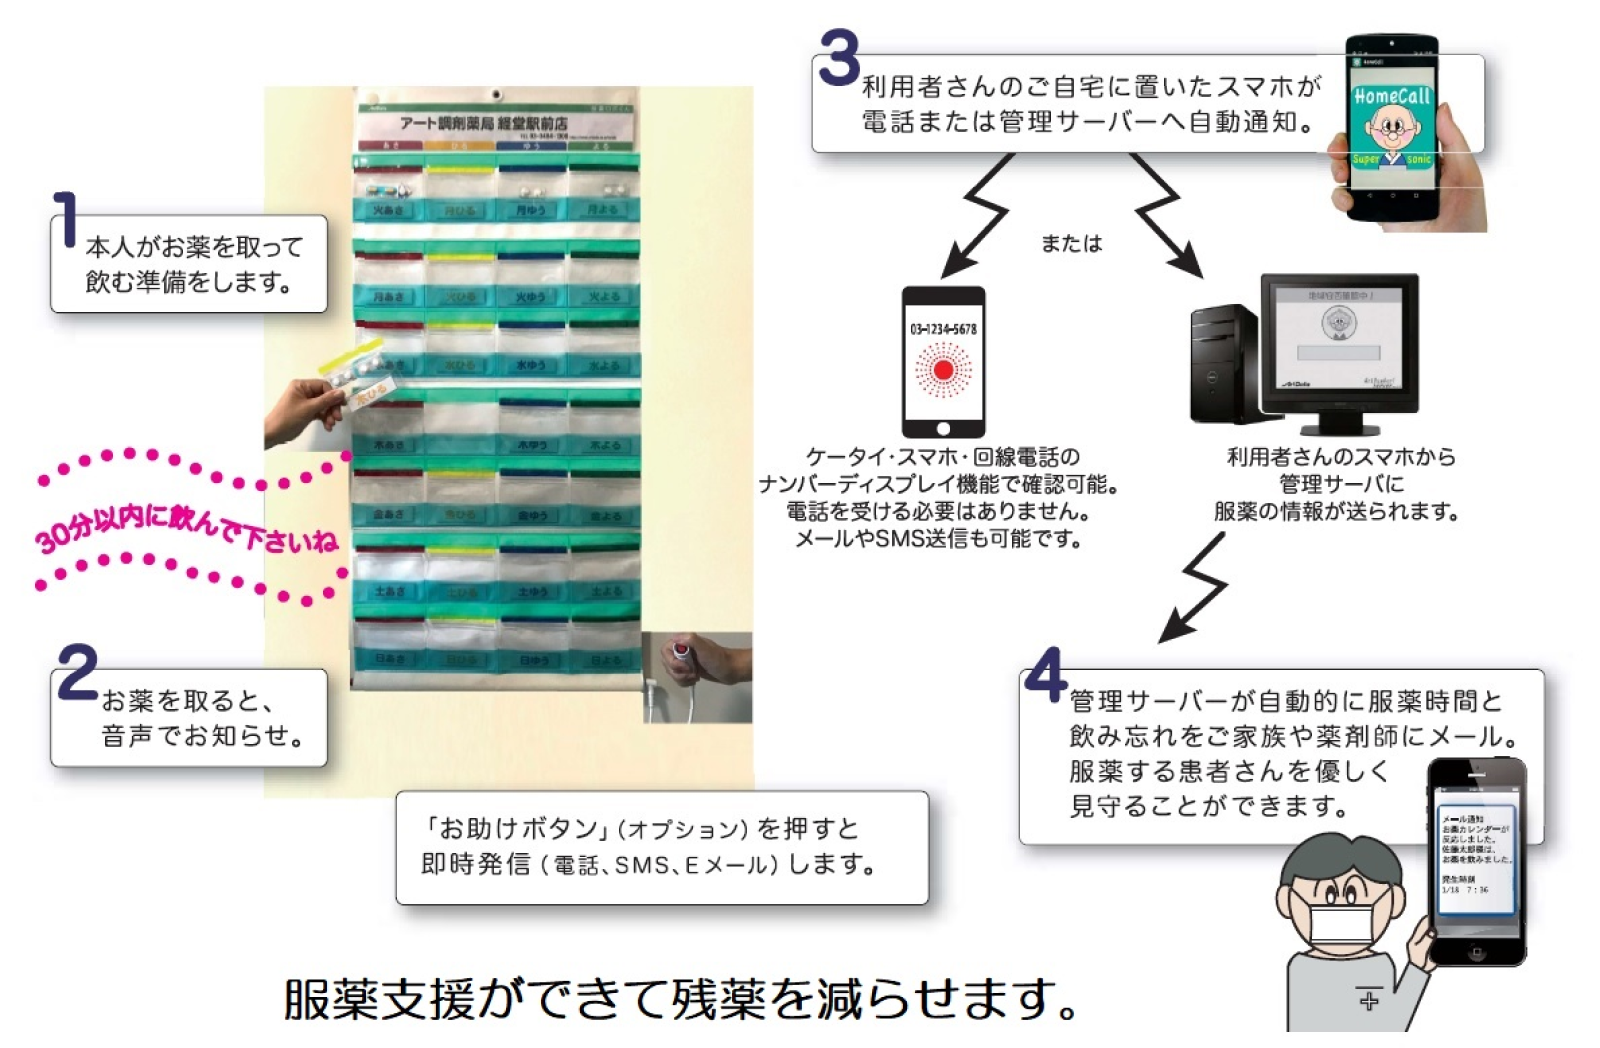 1
本人がお薬を取って
飲む準備をします。
アート調剤薬局 経堂駅前店
あさ ひる ゆう よる
火あさ 月ひる 月ゆう 月よる
月あさ 火ひる 火ゆう 火よる
水あさ 水ひる 水ゆう 水よる
木ひる
木あさ 木ゆう 木よる
金あさ 金ひる 金ゆう 金よる
土あさ 土ひる 土ゆう 土よる
日あさ 日ひる 日ゆう 日よる
30分以内に飲んで下さいね
2
お薬を取ると、
音声でお知らせ。
「お助けボタン」(オプション)を押すと
即時発信(電話、SMS、Eメール)します。
3
利用者さんのご自宅に置いたスマホが
電話または管理サーバーへ自動通知。
HomeCall
Super sonic
または
03-1234-5678
ケータイ・スマホ・回線電話の
ナンバーディスプレイ機能で確認可能。
電話を受ける必要はありません。
メールやSMS送信も可能です。
利用者さんのスマホから
管理サーバに
服薬の情報が送られます。
4
管理サーバーが自動的に服薬時間と
飲み忘れをご家族や薬剤師にメール。
服薬する患者さんを優しく
見守ることができます。
メール通知
お薬カレンダーが
反応しました。
佐藤太郎様は、
お薬を飲みました。
発生時刻
1/18 7:36
服薬支援ができて残薬を減らせます。